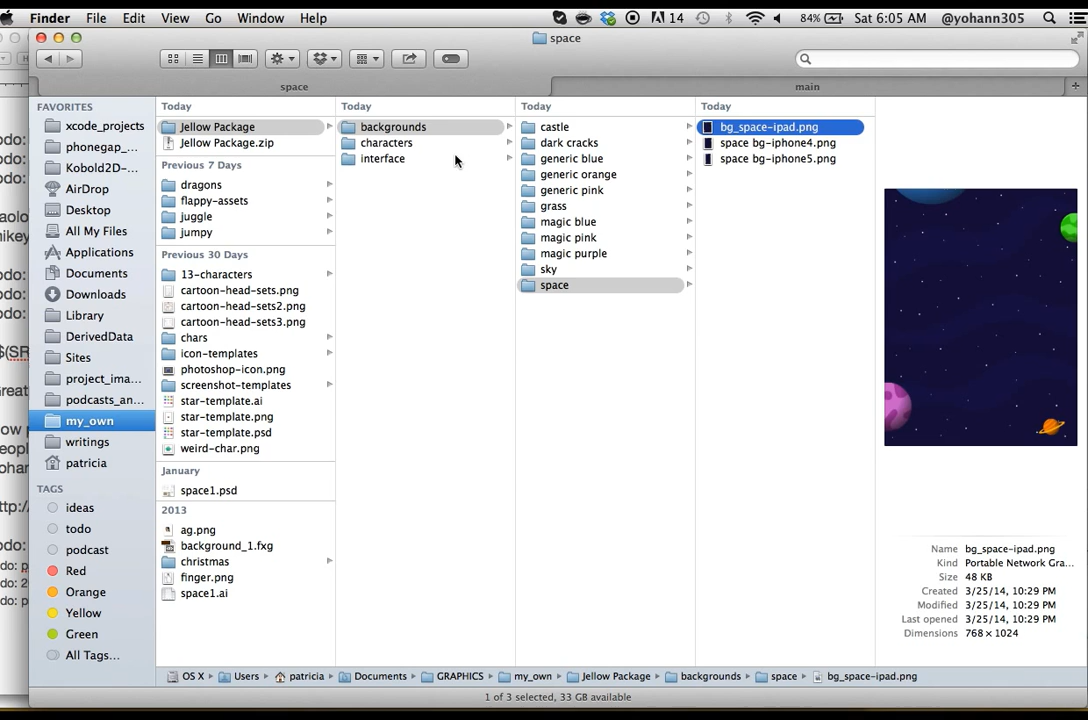 Finder File Edit View Go Window Help 14 84% Sat 6:05 AM @yohann305
space
space main +
FAVORITES
xcode_projects
phonegap_...
Kobold2D-...
AirDrop
Desktop
All My Files
Applications
Documents
Downloads
Library
DerivedData
Sites
project_ima...
podcasts_an...
my_own
writings
patricia
TAGS
ideas
todo
podcast
Red
Orange
Yellow
Green
All Tags...
Today
Jellow Package
Jellow Package.zip
Previous 7 Days
dragons
flappy-assets
juggle
jumpy
Previous 30 Days
13-characters
cartoon-head-sets.png
cartoon-head-sets2.png
cartoon-head-sets3.png
chars
icon-templates
photoshop-icon.png
screenshot-templates
star-template.ai
star-template.png
star-template.psd
weird-char.png
January
space1.psd
2013
ag.png
background_1.fxg
christmas
finger.png
space1.ai
Today
backgrounds
characters
interface
Today
castle
dark cracks
generic blue
generic orange
generic pink
grass
magic blue
magic pink
magic purple
sky
space
Today
bg_space-ipad.png
space bg-iphone4.png
space bg-iphone5.png
Name bg_space-ipad.png
Kind Portable Network Gra...
Size 48 KB
Created 3/25/14, 10:29 PM
Modified 3/25/14, 10:29 PM
Last opened 3/25/14, 10:29 PM
Dimensions 768 × 1024
OS X Users patricia Documents GRAPHICS my_own Jellow Package backgrounds space bg_space-ipad.png
1 of 3 selected, 33 GB available